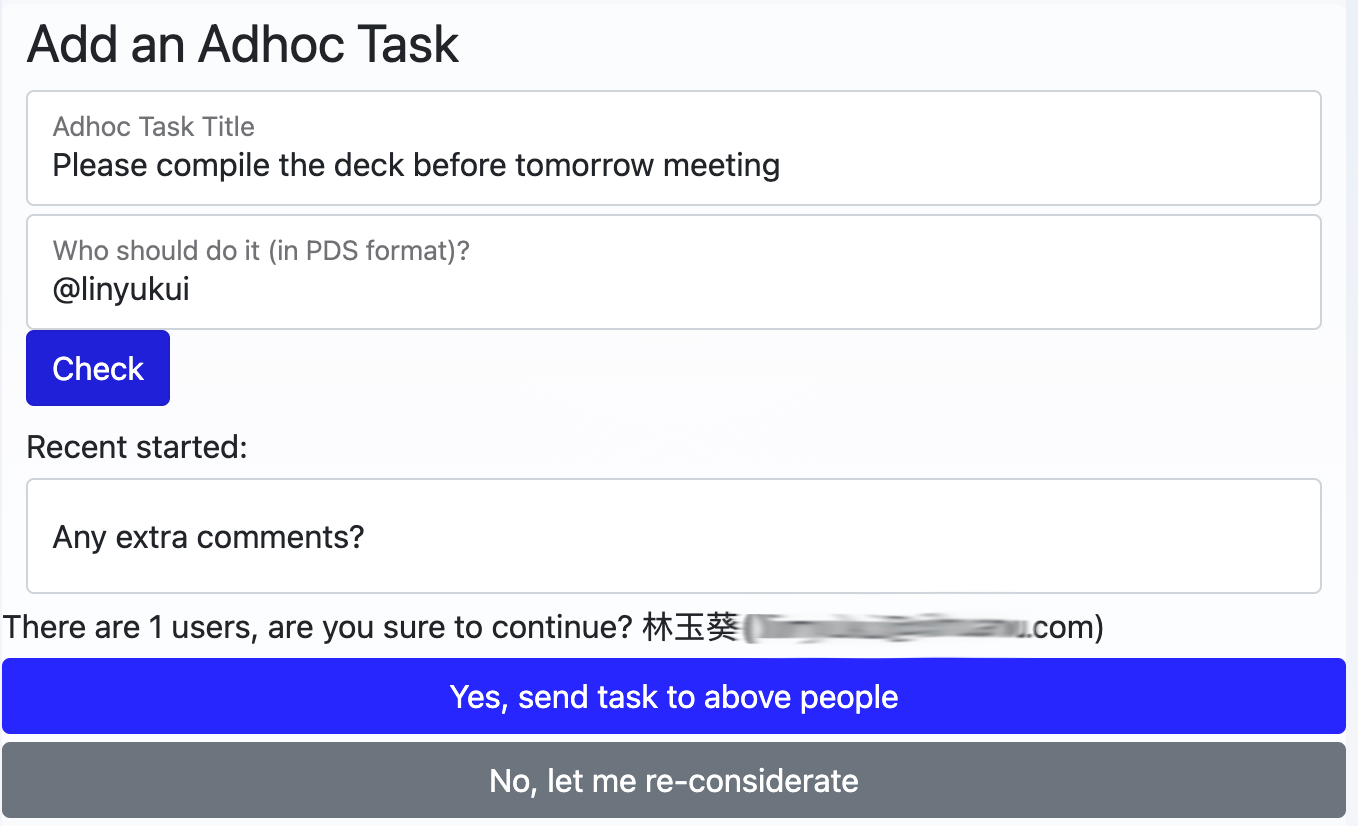 Add an Adhoc Task
Adhoc Task Title
Please compile the deck before tomorrow meeting
Who should do it (in PDS format)?
@linyukui
Check
Recent started:
Any extra comments?
There are 1 users, are you sure to continue? 林玉葵(.com)
Yes, send task to above people
No, let me re-considerate